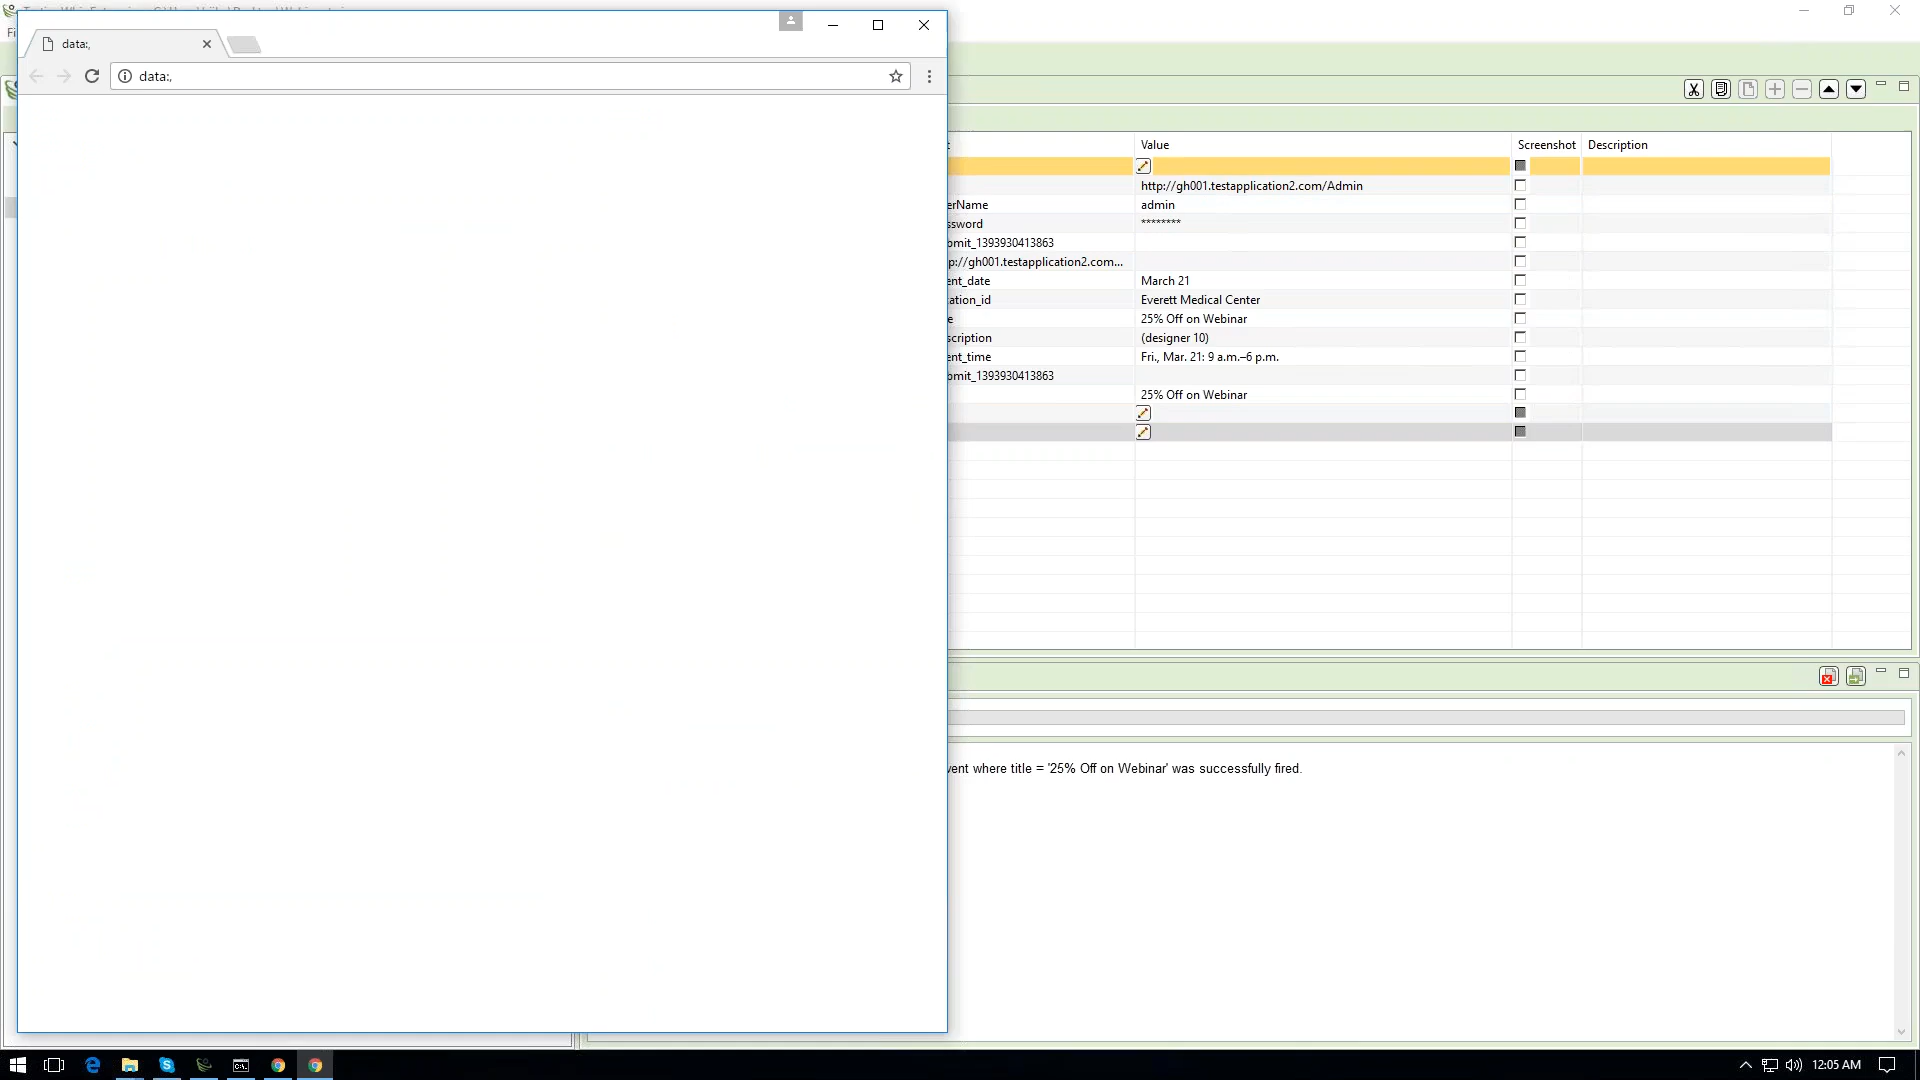 data:,
data:,
Value
Screenshot
Description
http://gh001.testapplication2.com/Admin
erName
admin
ssword
********
omit_1393930413863
p://gh001.testapplication2.com...
ent_date
March 21
ation_id
Everett Medical Center
e
25% Off on Webinar
scription
(designer 10)
ent_time
Fri., Mar. 21: 9 a.m.–6 p.m.
omit_1393930413863
25% Off on Webinar
vent where title = '25% Off on Webinar' was successfully fired.
12:05 AM